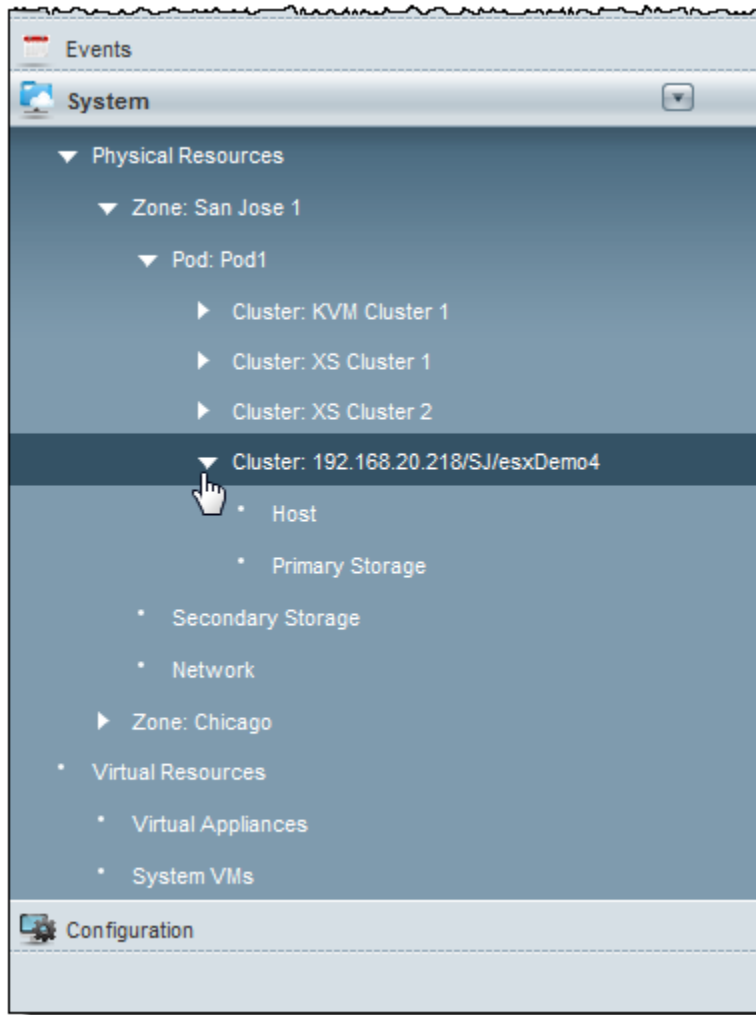 Events
System
Physical Resources
Zone: San Jose 1
Pod: Pod1
Cluster: KVM Cluster 1
Cluster: XS Cluster 1
Cluster: XS Cluster 2
Cluster: 192.168.20.218/SJ/esxDemo4
Host
Primary Storage
Secondary Storage
Network
Zone: Chicago
Virtual Resources
Virtual Appliances
System VMs
Configuration